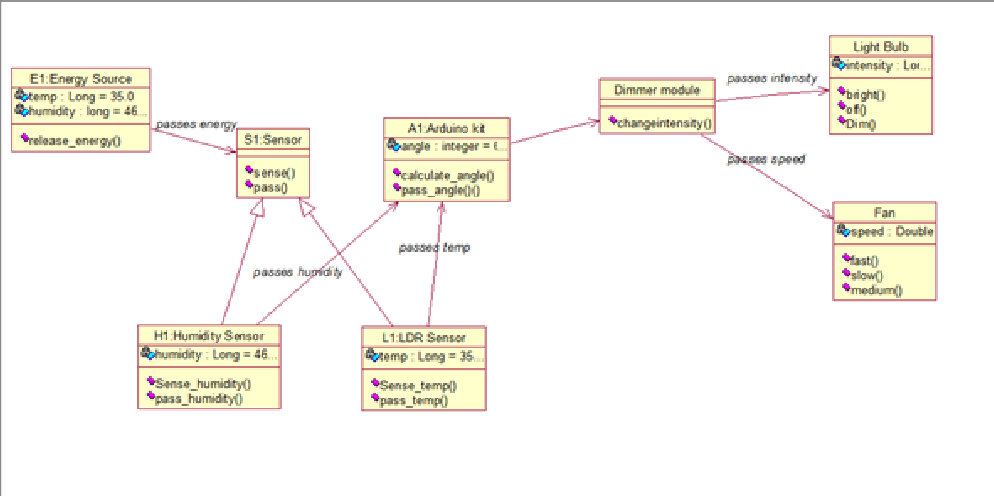 E1:Energy Source
temp : Long = 35.0
humidity : long = 46...
release_energy()
passes energy
S1:Sensor
sense()
pass()
A1:Arduino kit
angle : integer = (...
calculate_angle()
pass_angle()()
Dimmer module
changeintensity()
passes intensity
Light Bulb
intensity : Lo...
bright()
off()
Dim()
passes speed
Fan
speed : Double
fast()
slow()
medium()
passes humidity
passes temp
H1:Humidity Sensor
humidity : Long = 46...
Sense_humidity()
pass_humidity()
L1:LDR Sensor
temp : Long = 35...
Sense_temp()
pass_temp()